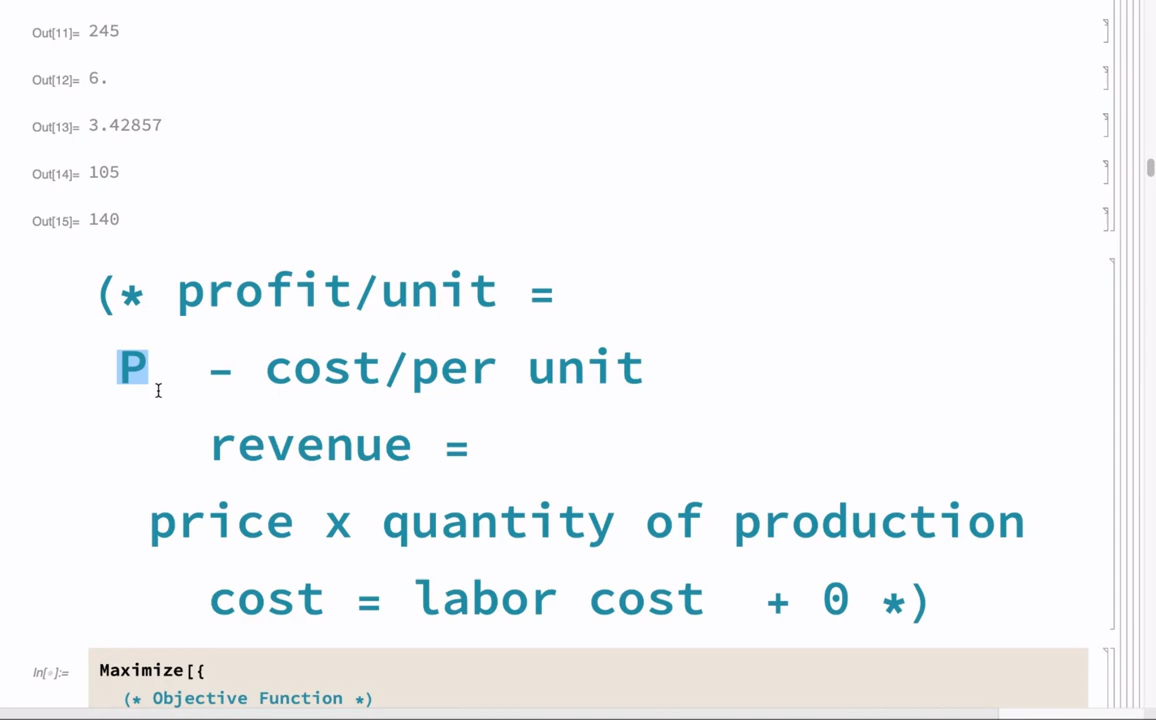 Out[11]= 245
Out[12]= 6.
Out[13]= 3.42857
Out[14]= 105
Out[15]= 140
(* profit/unit =
P - cost/per unit
revenue =
price x quantity of production
cost = labor cost + 0 *)
In[∘]:= Maximize[{
(* Objective Function *)